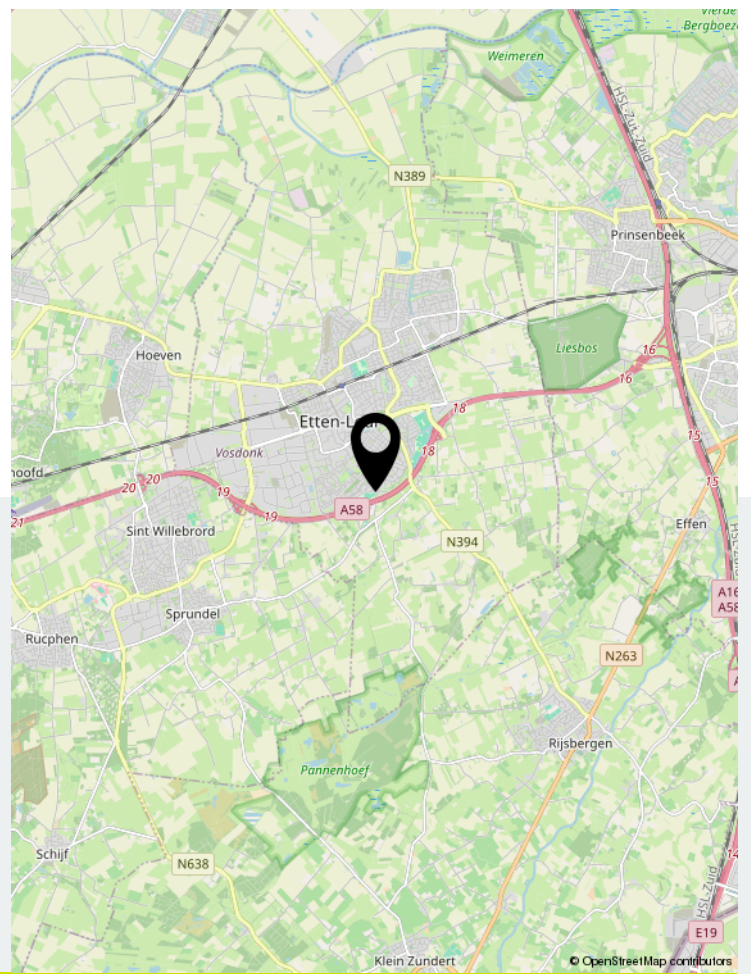 Vierde
Bergboeze
Weimeren
HSL-Zuid
N389
Prinsenbeek
Liesbos
16
16
Hoeven
Etten-L
18
18
15
15
Vosdonk
hoofd
20
20
19
19
21
A58
Sint Willebrord
Effen
N394
A16
A58
Sprundel
Rucphen
N263
Rijsbergen
Pannenhoef
Schijf
N638
14
HSL-Zuid
E19
Klein Zundert
© OpenStreetMap contributors